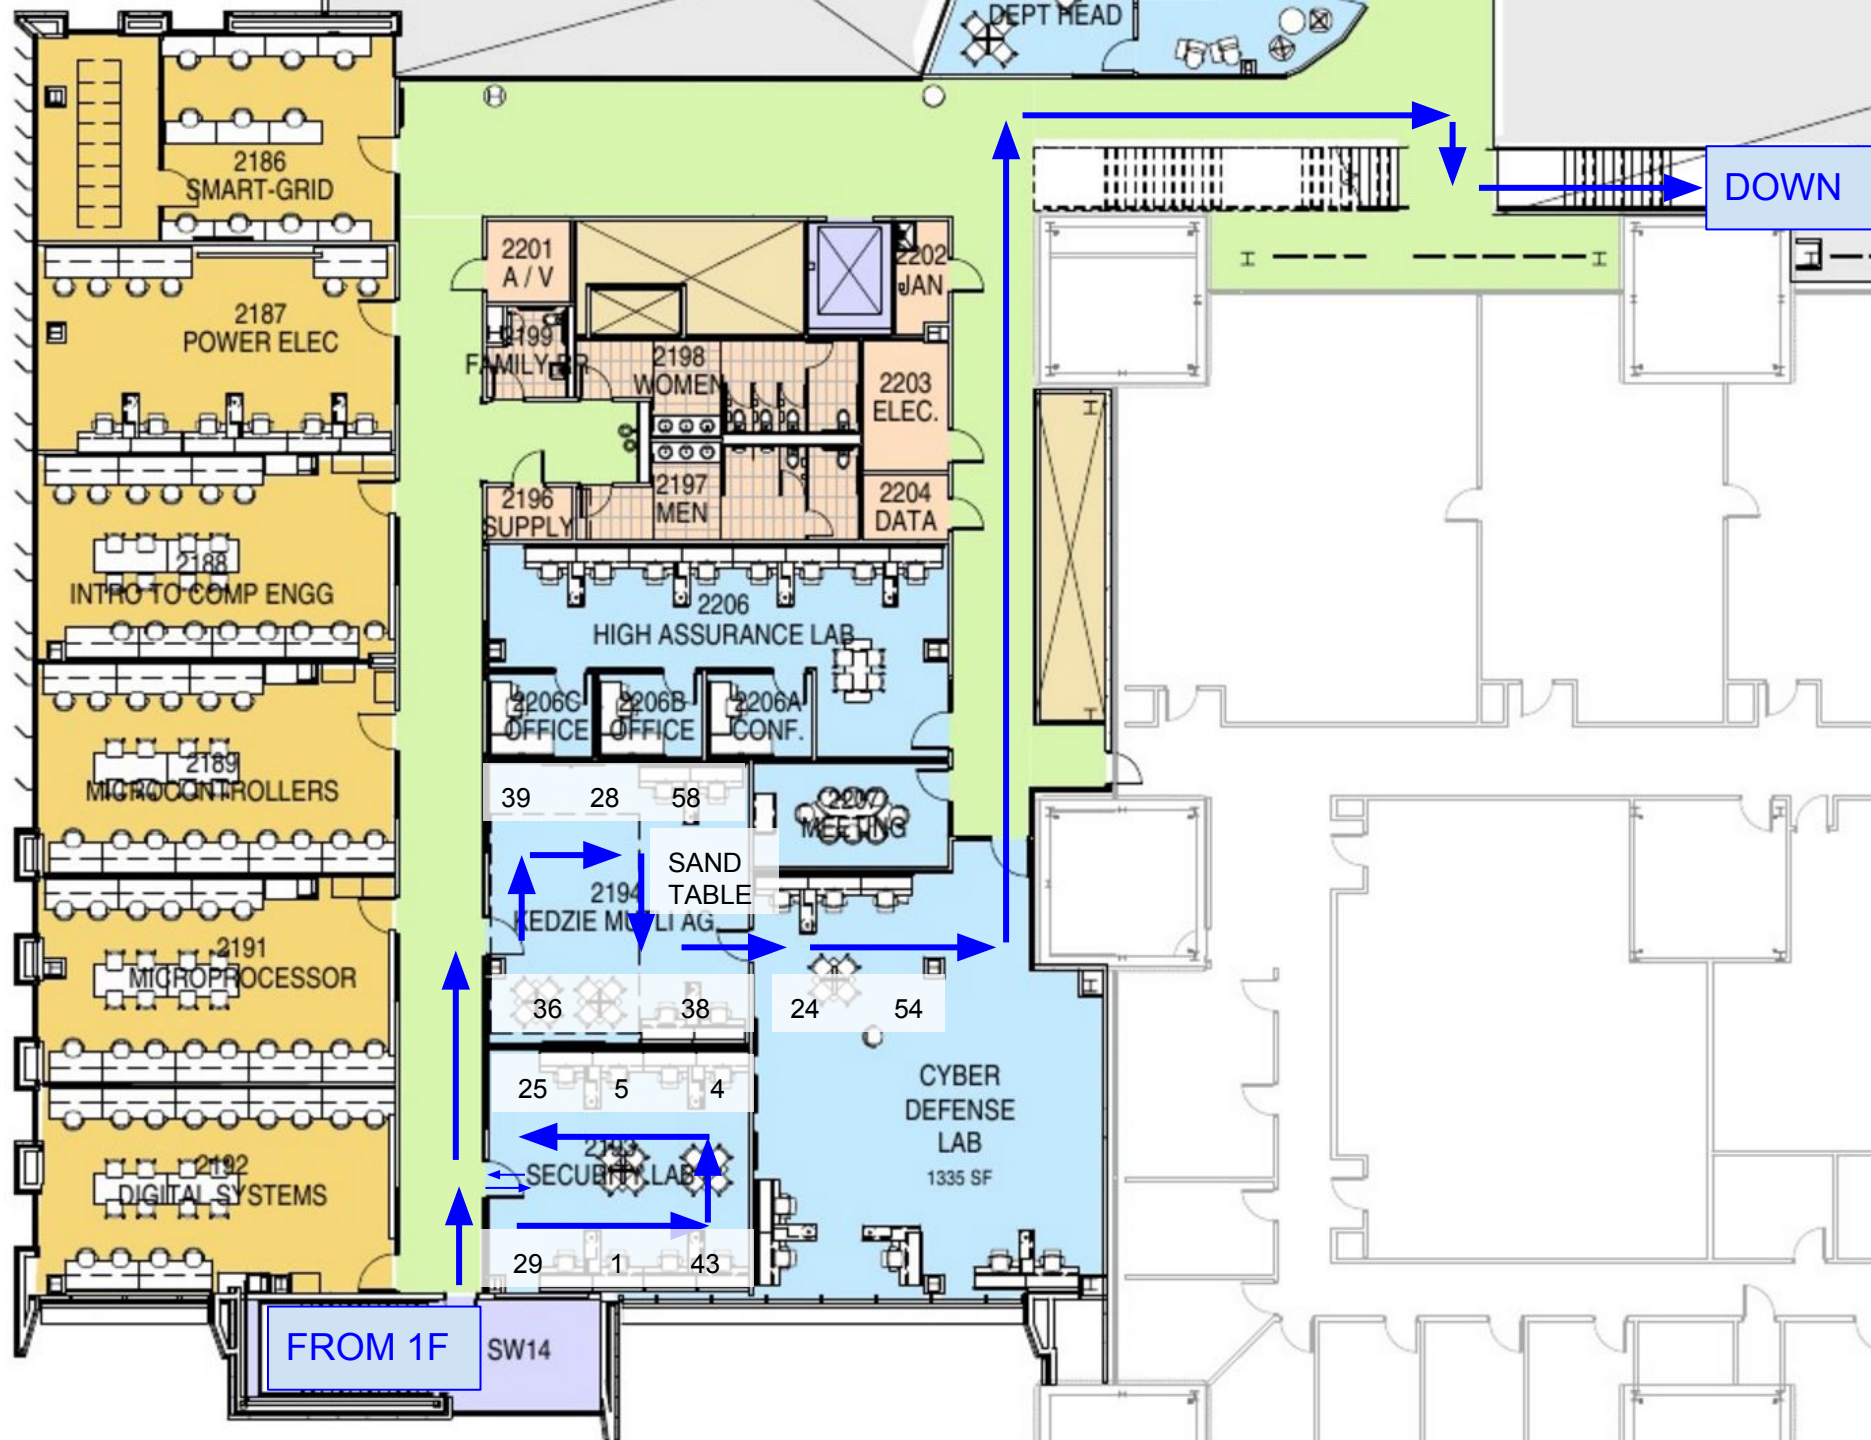 DEPT HEAD
2186
SMART-GRID
DOWN
2201
A / V
2202
JAN
2187
POWER ELEC
2199
FAMILY RR
2198
WOMEN
2203
ELEC.
2196
SUPPLY
2197
MEN
2204
DATA
2188
INTRO TO COMP ENGG
2206
HIGH ASSURANCE LAB
2206C
OFFICE
2206B
OFFICE
2206A
CONF.
2189
MICROCONTROLLERS
39 28 58
2207
MEETING
SAND
TABLE
2194
KEDZIE MULTI AG.
2191
MICROPROCESSOR
36 38 24 54
25 5 4
CYBER
DEFENSE
LAB
1335 SF
2193
SECURITY LAB
2192
DIGITAL SYSTEMS
29 1 43
FROM 1F
SW14